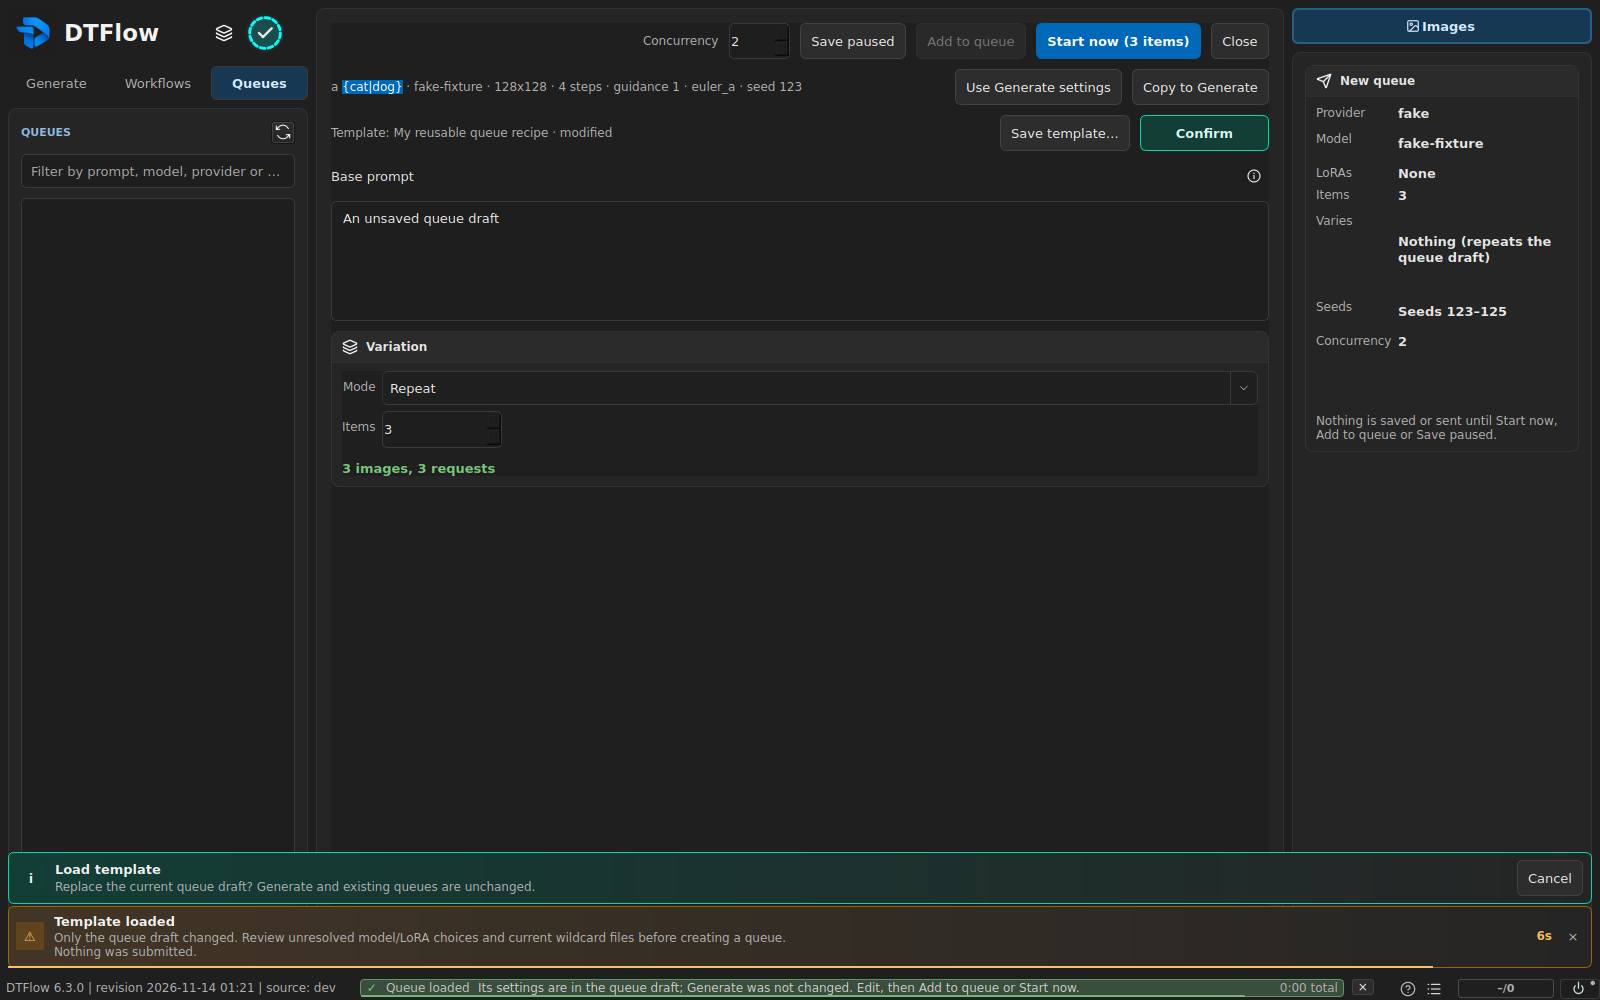 DTFlow
Generate
Workflows
Queues
QUEUES
Filter by prompt, model, provider or ...
Concurrency
2
Save paused
Add to queue
Start now (3 items)
Close
a {cat|dog} · fake-fixture · 128x128 · 4 steps · guidance 1 · euler_a · seed 123
Use Generate settings
Copy to Generate
Template: My reusable queue recipe · modified
Save template...
Confirm
Base prompt
An unsaved queue draft
Variation
Mode
Repeat
Items
3
3 images, 3 requests
Images
New queue
Provider
fake
Model
fake-fixture
LoRAs
None
Items
3
Varies
Nothing (repeats the
queue draft)
Seeds
Seeds 123–125
Concurrency
2
Nothing is saved or sent until Start now,
Add to queue or Save paused.
Load template
Replace the current queue draft? Generate and existing queues are unchanged.
Cancel
Template loaded
Only the queue draft changed. Review unresolved model/LoRA choices and current wildcard files before creating a queue.
Nothing was submitted.
6s
DTFlow 6.3.0 | revision 2026-11-14 01:21 | source: dev
Queue loaded Its settings are in the queue draft; Generate was not changed. Edit, then Add to queue or Start now.
0:00 total
–/0